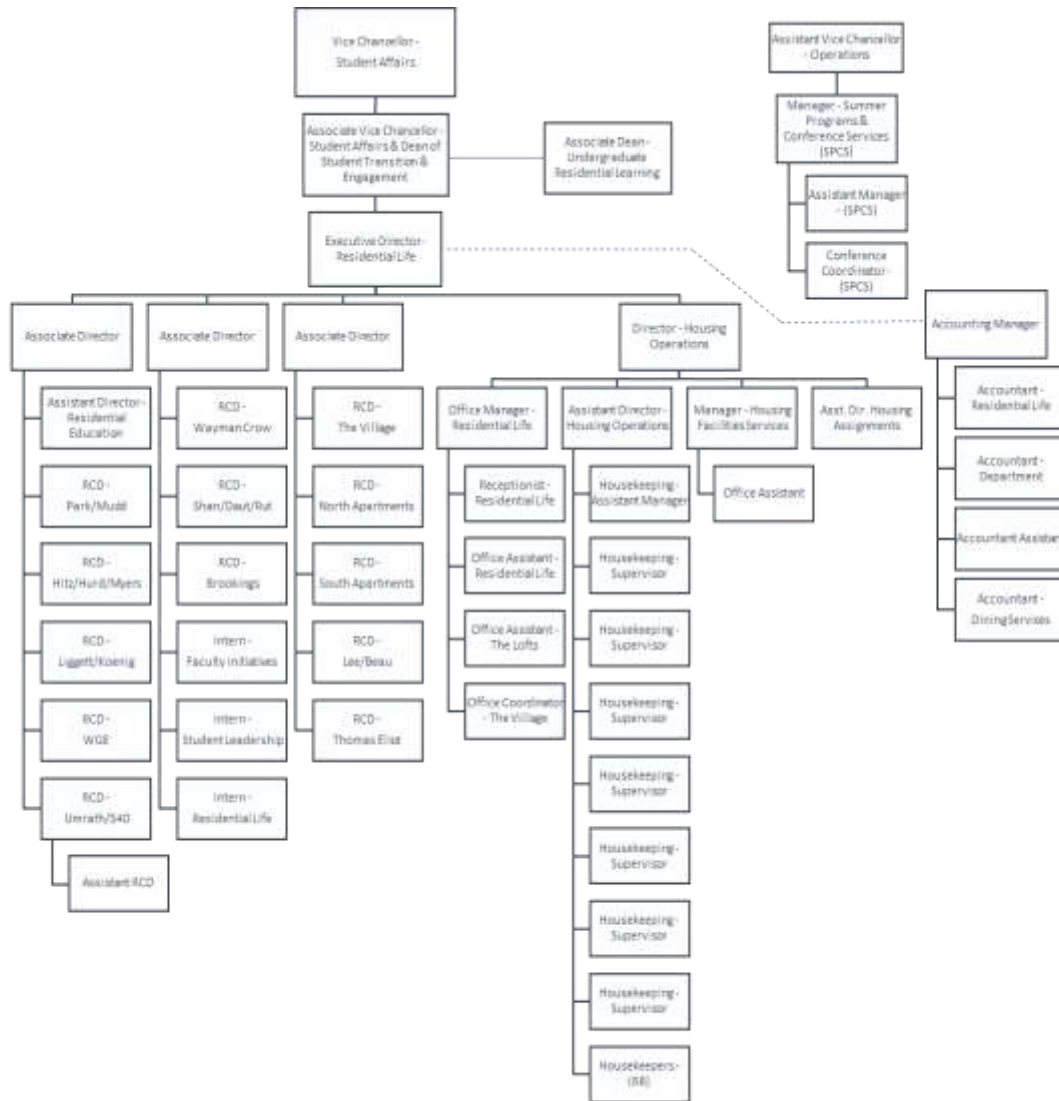 Vice Chancellor -
Student Affairs
Assistant Vice Chancellor
- Operations
Associate Vice Chancellor -
Student Affairs & Dean of
Student Transition &
Engagement
Associate Dean -
Undergraduate
Residential Learning
Manager - Summer
Programs &
Conference Services
(SPCS)
Assistant Manager
- (SPCS)
Conference
Coordinator -
(SPCS)
Executive Director -
Residential Life
Associate Director
Associate Director
Associate Director
Director - Housing
Operations
Accounting Manager
Assistant Director -
Residential
Education
RCD -
Park/Mudd
RCD -
Hitz/Hurd/Myers
RCD -
Liggett/Koenig
RCD -
RCD -
Umrath/
Assistant RCD
RCD -
Wayman Crow
RCD -
Shan/Daut/Rut
RCD -
Brookings
Intern -
Faculty Initiatives
Intern -
Student Leadership
Intern -
Residential Life
RCD -
The Village
RCD -
North Apartments
RCD -
South Apartments
RCD -
Lee/Beau
RCD -
Thomas Eliot
Office Manager -
Residential Life
Receptionist -
Residential Life
Office Assistant -
Residential Life
Office Assistant -
The Lofts
Office Coordinator
- The Village
Assistant Director -
Housing Operations
Housekeeping -
Assistant Manager
Housekeeping -
Supervisor
Housekeeping -
Supervisor
Housekeeping -
Supervisor
Housekeeping -
Supervisor
Housekeeping -
Supervisor
Housekeeping -
Supervisor
Housekeeping -
Supervisor
Housekeepers -
Manager - Housing
Facilities Services
Office Assistant
Asst. Dir. Housing
Assignments
Accountant -
Residential Life
Accountant -
Department
Accountant Assistant
Accountant -
Dining Services